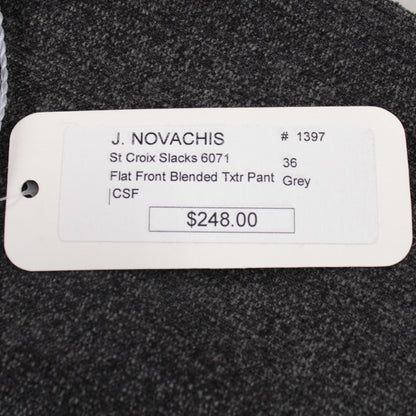 J. NOVACHIS # 1397
St Croix Slacks 6071 36
Flat Front Blended Txtr Pant Grey
|CSF
$248.00